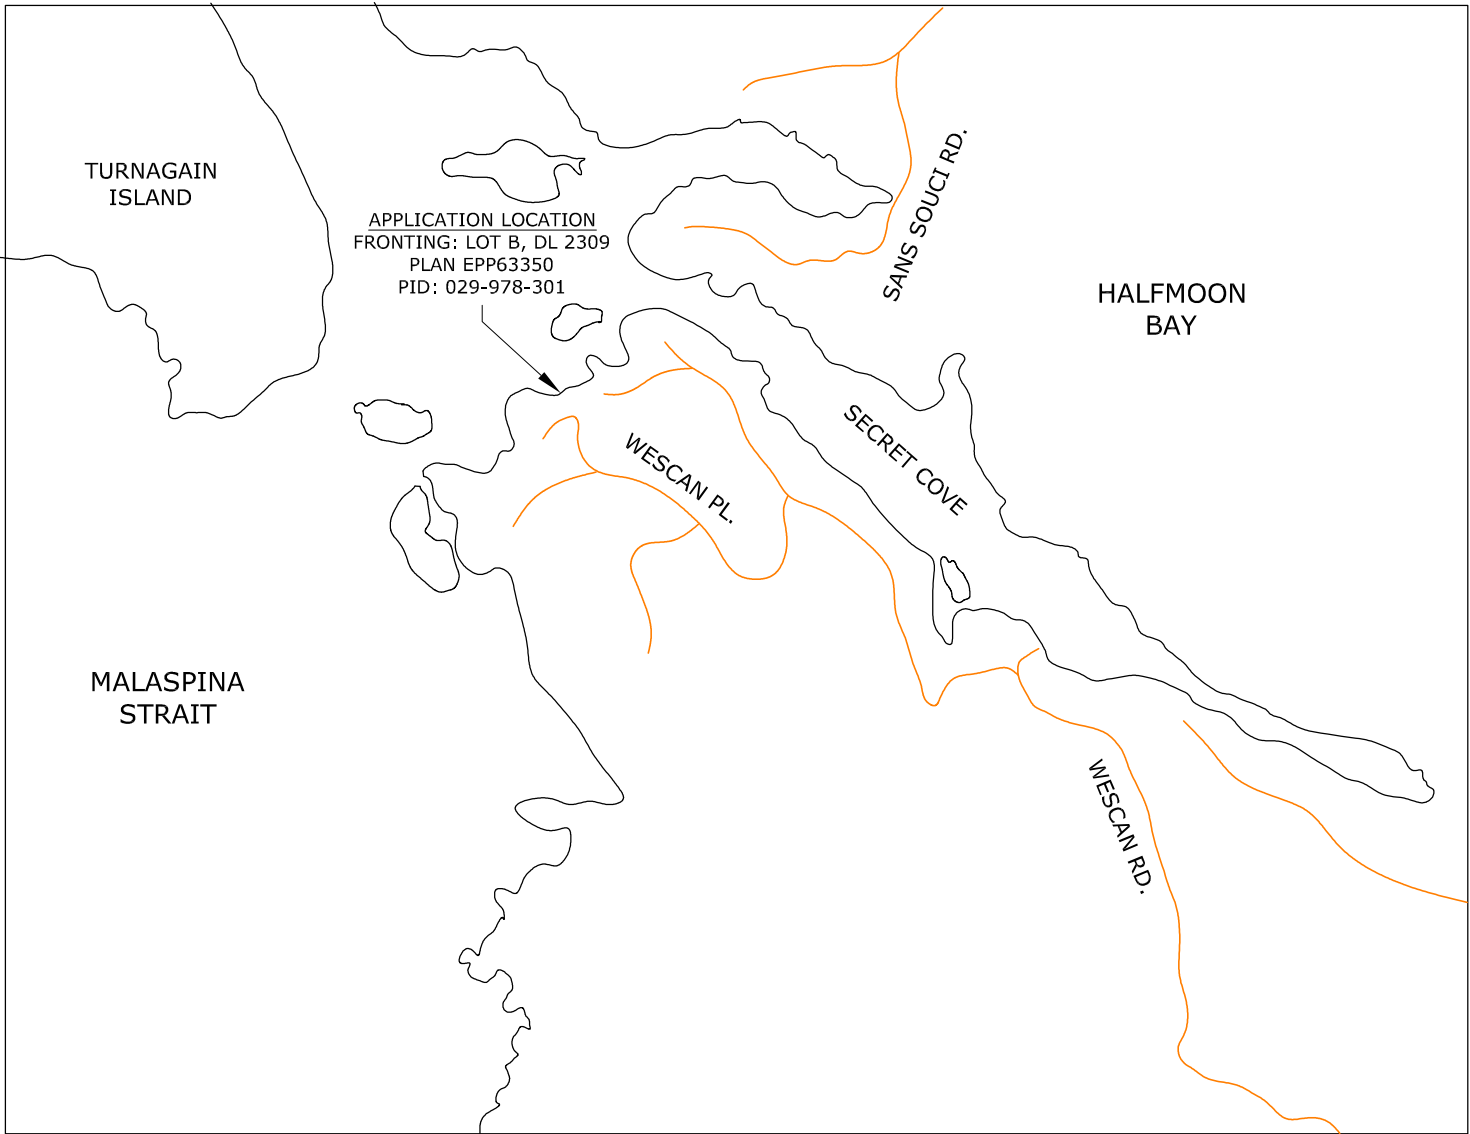 TURNAGAIN
ISLAND
APPLICATION LOCATION
FRONTING: LOT B, DL 2309
PLAN EPP63350
PID: 029-978-301
SANS SOUCI RD.
HALFMOON
BAY
SECRET COVE
WESCAN PL.
MALASPINA
STRAIT
WESCAN RD.